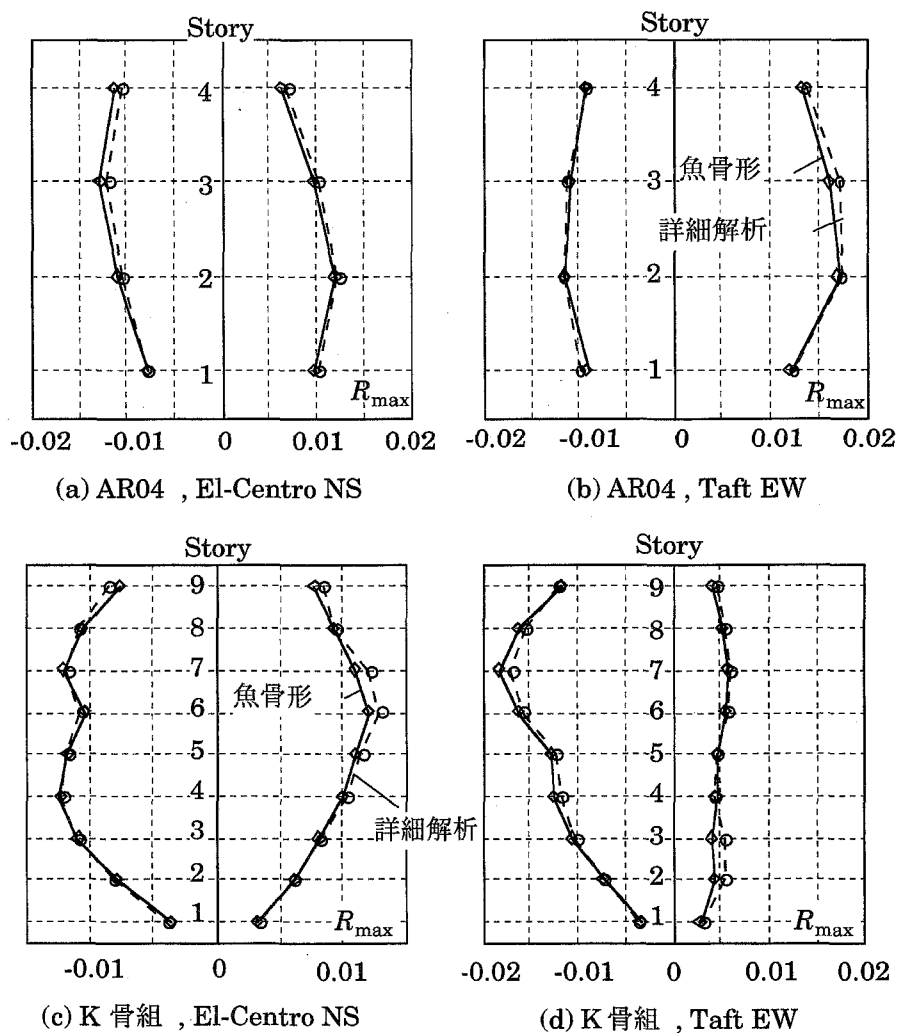 Story
4
3
2
1
R_max
-0.02 -0.01 0 0.01 0.02
(a) AR04 , El-Centro NS
Story
4
魚骨形
3
詳細解析
2
1
R_max
-0.02 -0.01 0 0.01 0.02
(b) AR04 , Taft EW
Story
9
8
7
魚骨形
6
5
4
詳細解析
3
2
1
R_max
-0.01 0 0.01
(c) K 骨組 , El-Centro NS
Story
9
8
7
6
5
4
3
2
1
R_max
-0.02 -0.01 0 0.01 0.02
(d) K 骨組 , Taft EW